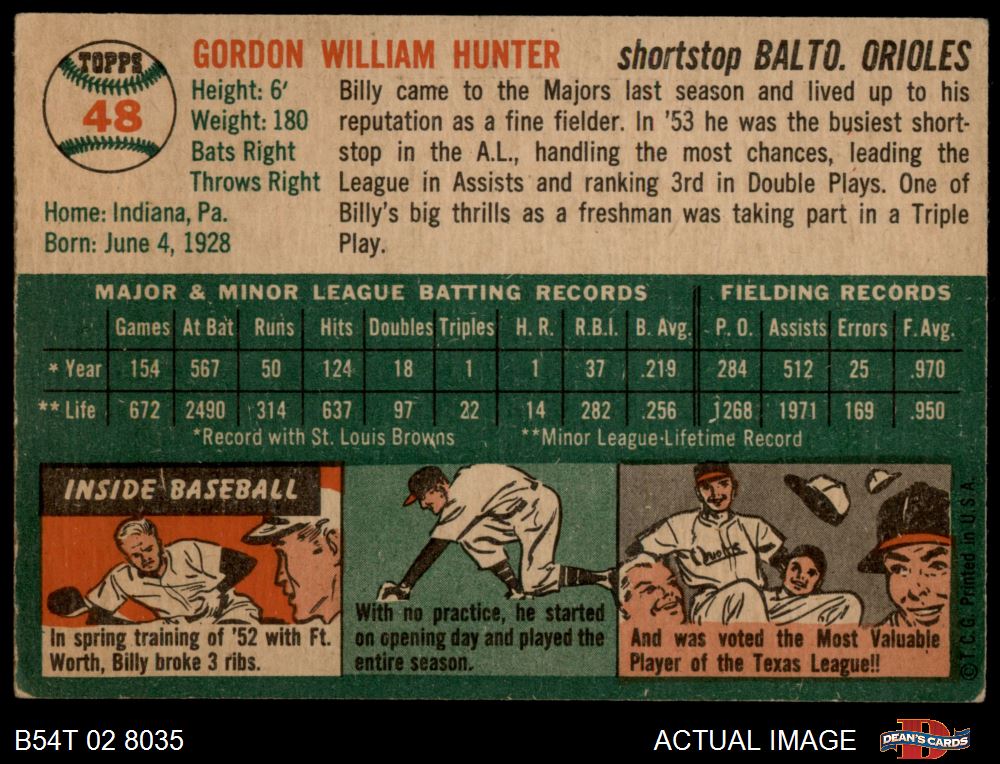 TOPPS
48
GORDON WILLIAM HUNTER shortstop BALTO. ORIOLES
Height: 6'
Weight: 180
Bats Right
Throws Right
Home: Indiana, Pa.
Born: June 4, 1928
Billy came to the Majors last season and lived up to his
reputation as a fine fielder. In '53 he was the busiest short-
stop in the A.L., handling the most chances, leading the
League in Assists and ranking 3rd in Double Plays. One of
Billy's big thrills as a freshman was taking part in a Triple
Play.
MAJOR & MINOR LEAGUE BATTING RECORDS FIELDING RECORDS
Games At Bat Runs Hits Doubles Triples H. R. R.B.I. B. Avg. P. O. Assists Errors F. Avg.
* Year 154 567 50 124 18 1 1 37 .219 284 512 25 .970
** Life 672 2490 314 637 97 22 14 282 .256 1268 1971 169 .950
*Record with St. Louis Browns **Minor League-Lifetime Record
INSIDE BASEBALL
In spring training of '52 with Ft.
Worth, Billy broke 3 ribs.
With no practice, he started
on opening day and played the
entire season.
Orioles
And was voted the Most Valuable
Player of the Texas League!!
© T.C.G. Printed in U.S.A.
B54T 02 8035
ACTUAL IMAGE
D
DEAN'S CARDS